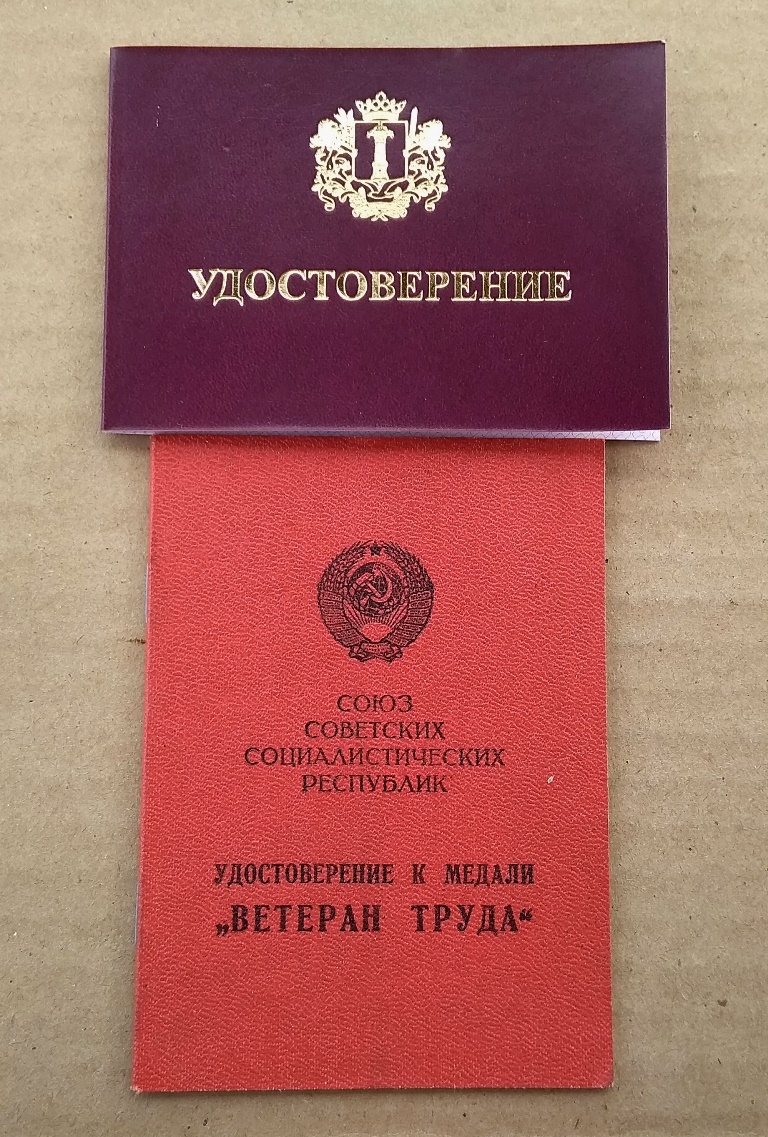 УДОСТОВЕРЕНИЕ
СОЮЗ
СОВЕТСКИХ
СОЦИАЛИСТИЧЕСКИХ
РЕСПУБЛИК
УДОСТОВЕРЕНИЕ К МЕДАЛИ
„ВЕТЕРАН ТРУДА“